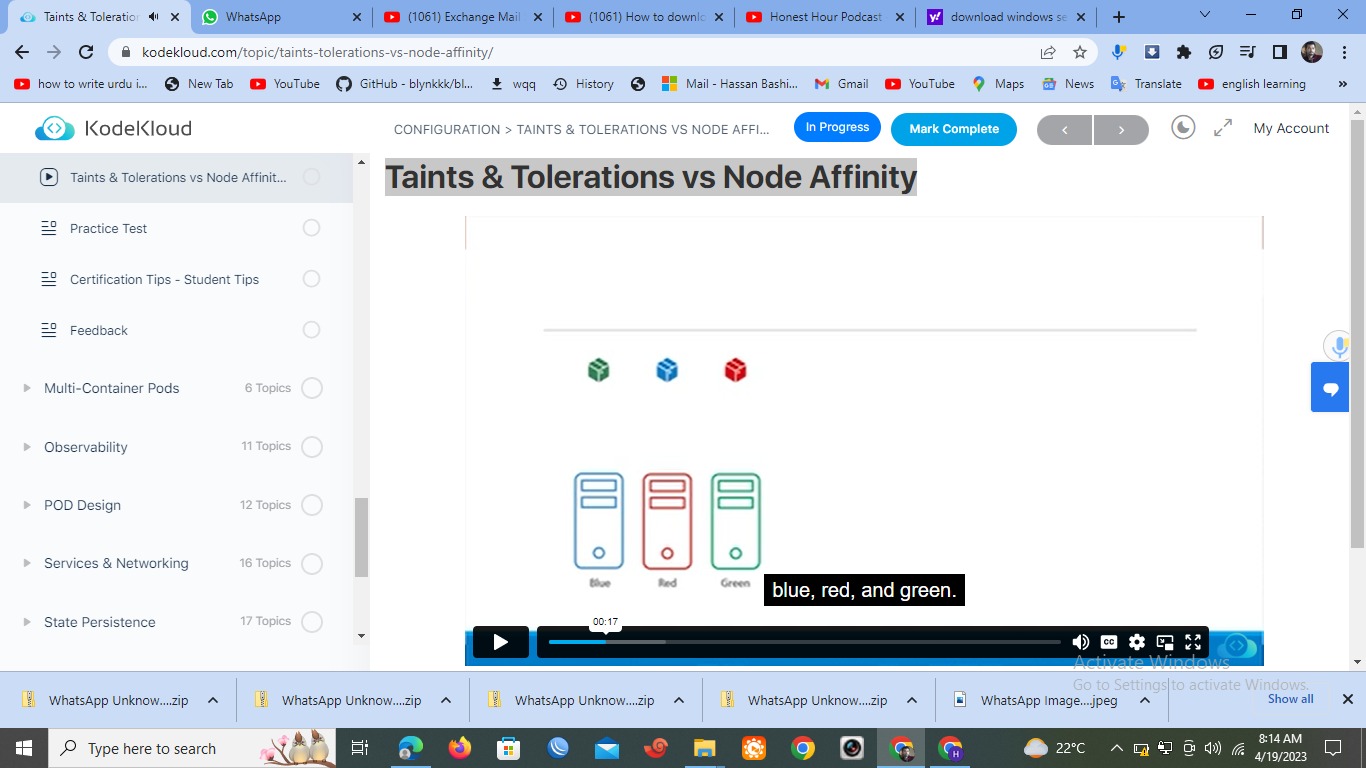 Taints & Toleration
WhatsApp
(1061) Exchange Mail
(1061) How to downlo
Honest Hour Podcast
download windows se
kodekloud.com/topic/taints-tolerations-vs-node-affinity/
how to write urdu i...
New Tab
YouTube
GitHub - blynkkk/bl...
wqq
History
Mail - Hassan Bashi...
Gmail
YouTube
Maps
News
Translate
english learning
KodeKloud
CONFIGURATION > TAINTS & TOLERATIONS VS NODE AFFI...
In Progress
Mark Complete
My Account
Taints & Tolerations vs Node Affinit...
Practice Test
Certification Tips - Student Tips
Feedback
Multi-Container Pods 6 Topics
Observability 11 Topics
POD Design 12 Topics
Services & Networking 16 Topics
State Persistence 17 Topics
Taints & Tolerations vs Node Affinity
Blue Red Green
blue, red, and green.
00:17
CC
Activate Windows
Go to Settings to activate Windows.
WhatsApp Unknow....zip
WhatsApp Unknow....zip
WhatsApp Unknow....zip
WhatsApp Unknow....zip
WhatsApp Image....jpeg
Show all
Type here to search
22°C
8:14 AM
4/19/2023